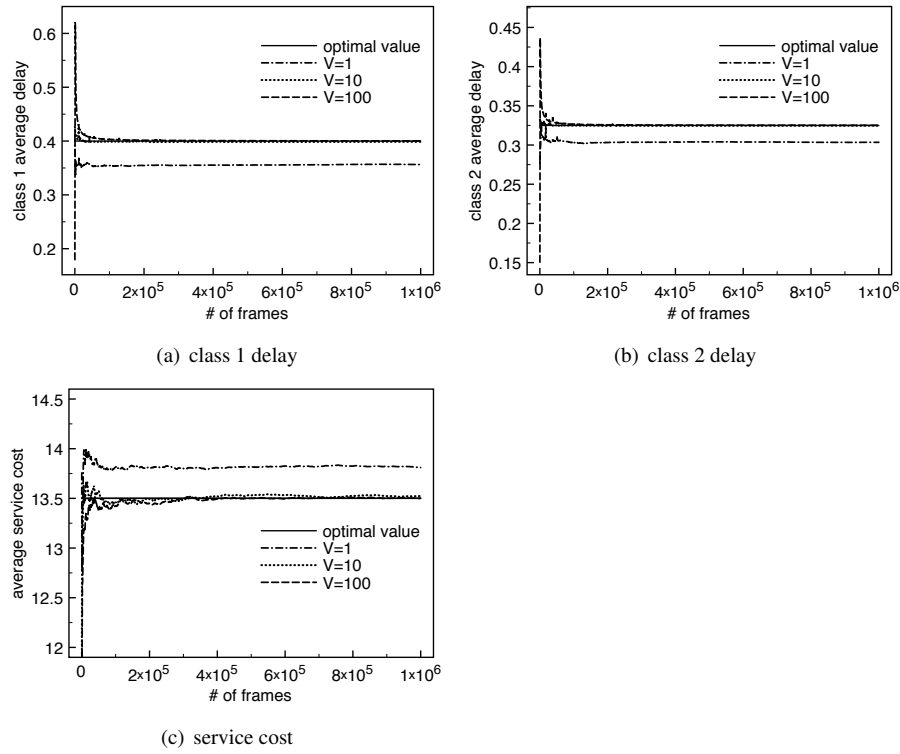 0.6
0.5
0.4
0.3
0.2
class 1 average delay
optimal value
V=1
V=10
V=100
0
2×10⁵
4×10⁵
6×10⁵
8×10⁵
1×10⁶
# of frames
(a) class 1 delay
0.45
0.4
0.35
0.3
0.25
0.2
0.15
class 2 average delay
optimal value
V=1
V=10
V=100
0
2×10⁵
4×10⁵
6×10⁵
8×10⁵
1×10⁶
# of frames
(b) class 2 delay
14.5
14
13.5
13
12.5
12
average service cost
optimal value
V=1
V=10
V=100
0
2×10⁵
4×10⁵
6×10⁵
8×10⁵
1×10⁶
# of frames
(c) service cost